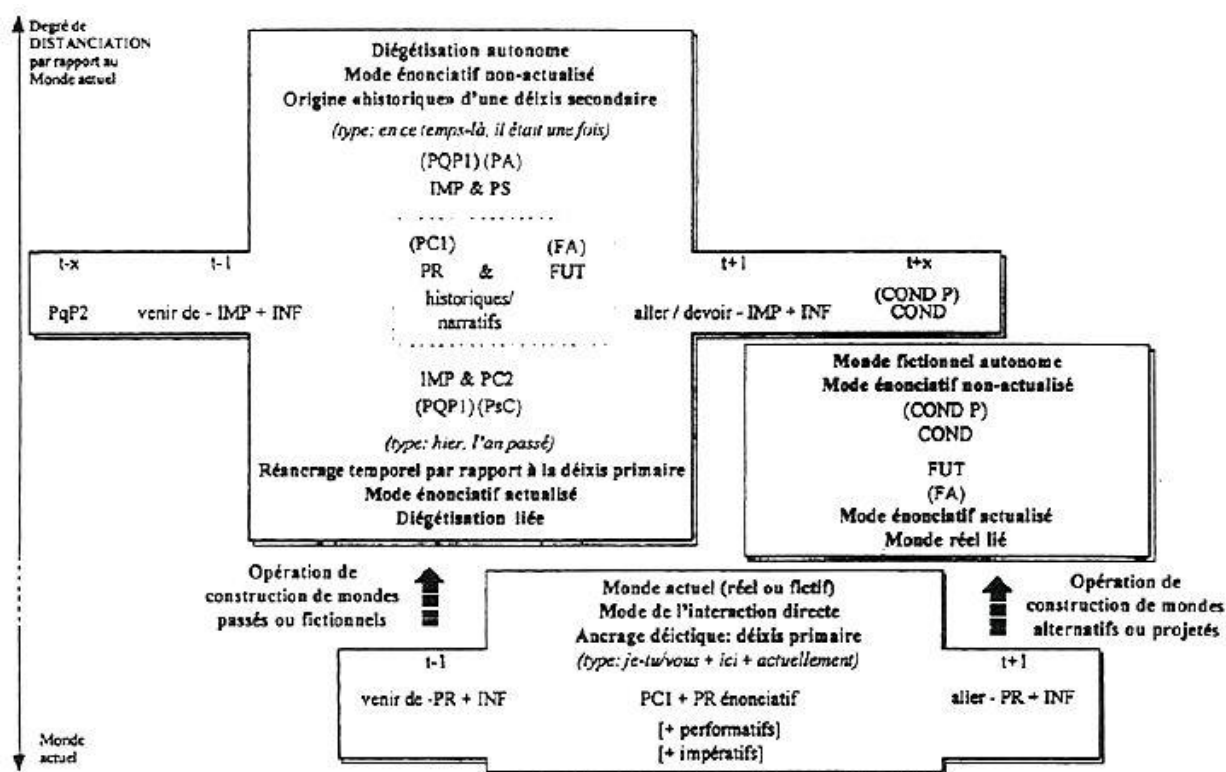 Degré de
DISTANCIATION
par rapport au
Monde actuel
Diégétisation autonome
Mode énonciatif non-actualisé
Origine «historique» d'une déixis secondaire
(type: en ce temps-là, il était une fois)
(PQP1) (PA)
IMP & PS
(PC1) (FA)
PR & FUT
historiques/
narratifs
t-x t-1 t+1 t+x
PqP2 venir de - IMP + INF aller / devoir - IMP + INF (COND P)
COND
IMP & PC2
(PQP1) (PsC)
(type: hier, l'an passé)
Réancrage temporel par rapport à la déixis primaire
Mode énonciatif actualisé
Diégétisation liée
Monde fictionnel autonome
Mode énonciatif non-actualisé
(COND P)
COND
FUT
(FA)
Mode énonciatif actualisé
Monde réel lié
Opération de
construction de mondes
passés ou fictionnels
Opération de
construction de mondes
alternatifs ou projetés
Monde actuel (réel ou fictif)
Mode de l'interaction directe
Ancrage déictique: déixis primaire
(type: je-tu/vous + ici + actuellement)
t-1 t+1
venir de -PR + INF PC1 + PR énonciatif aller - PR + INF
[+ performatifs]
[+ impératifs]
Monde
actuel